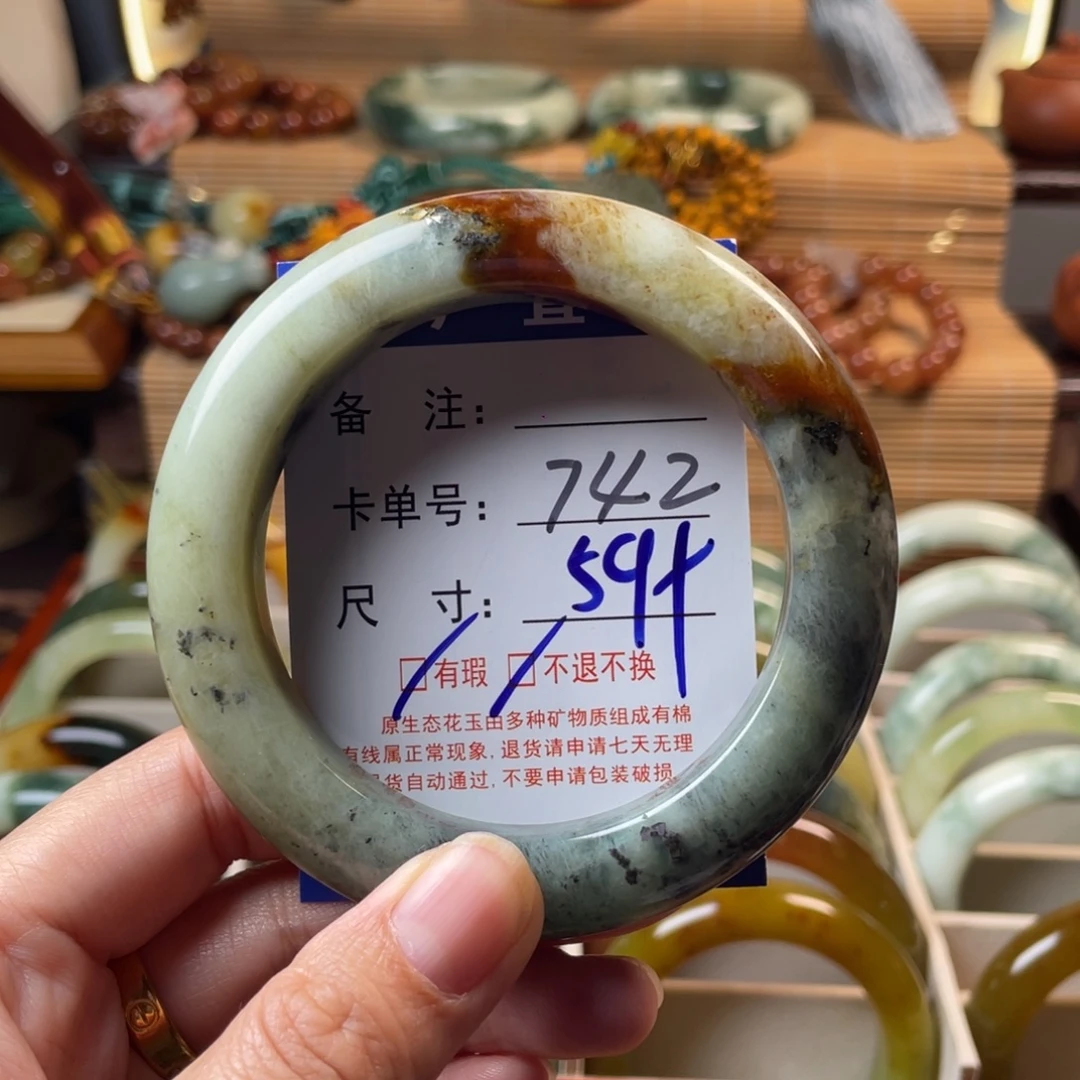 备 注:
卡单号: 742
尺 寸: 59
有瑕 不退不换
原生态花玉由多种矿物质组成有棉
有线属正常现象, 退货请申请七天无理
货自动通过, 不要申请包装破损